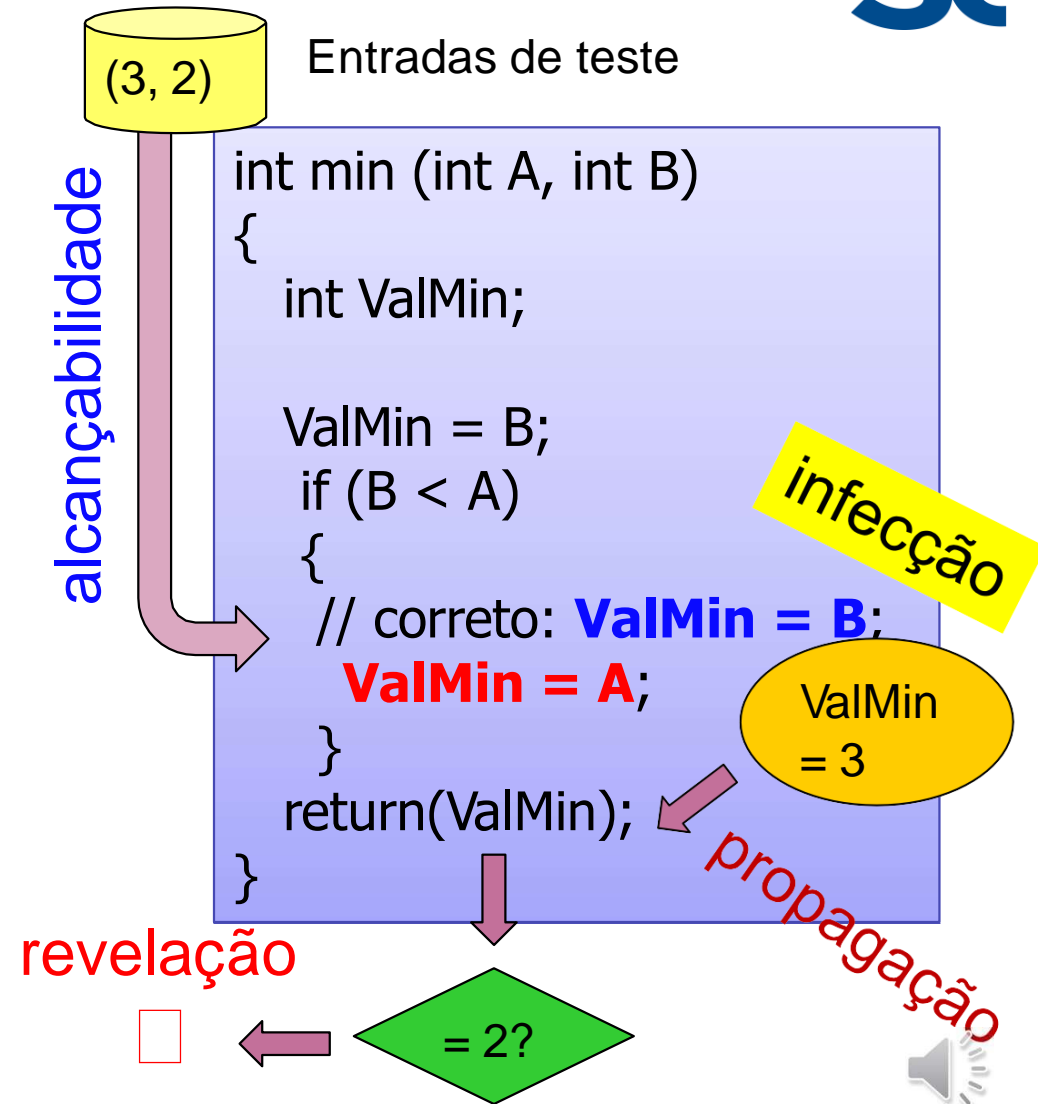 (3, 2)
Entradas de teste
alcançabilidade
int min (int A, int B)
{
int ValMin;
ValMin = B;
if (B < A)
{
// correto: ValMin = B;
ValMin = A;
}
return(ValMin);
}
infecção
ValMin
= 3
propagação
revelação
= 2?